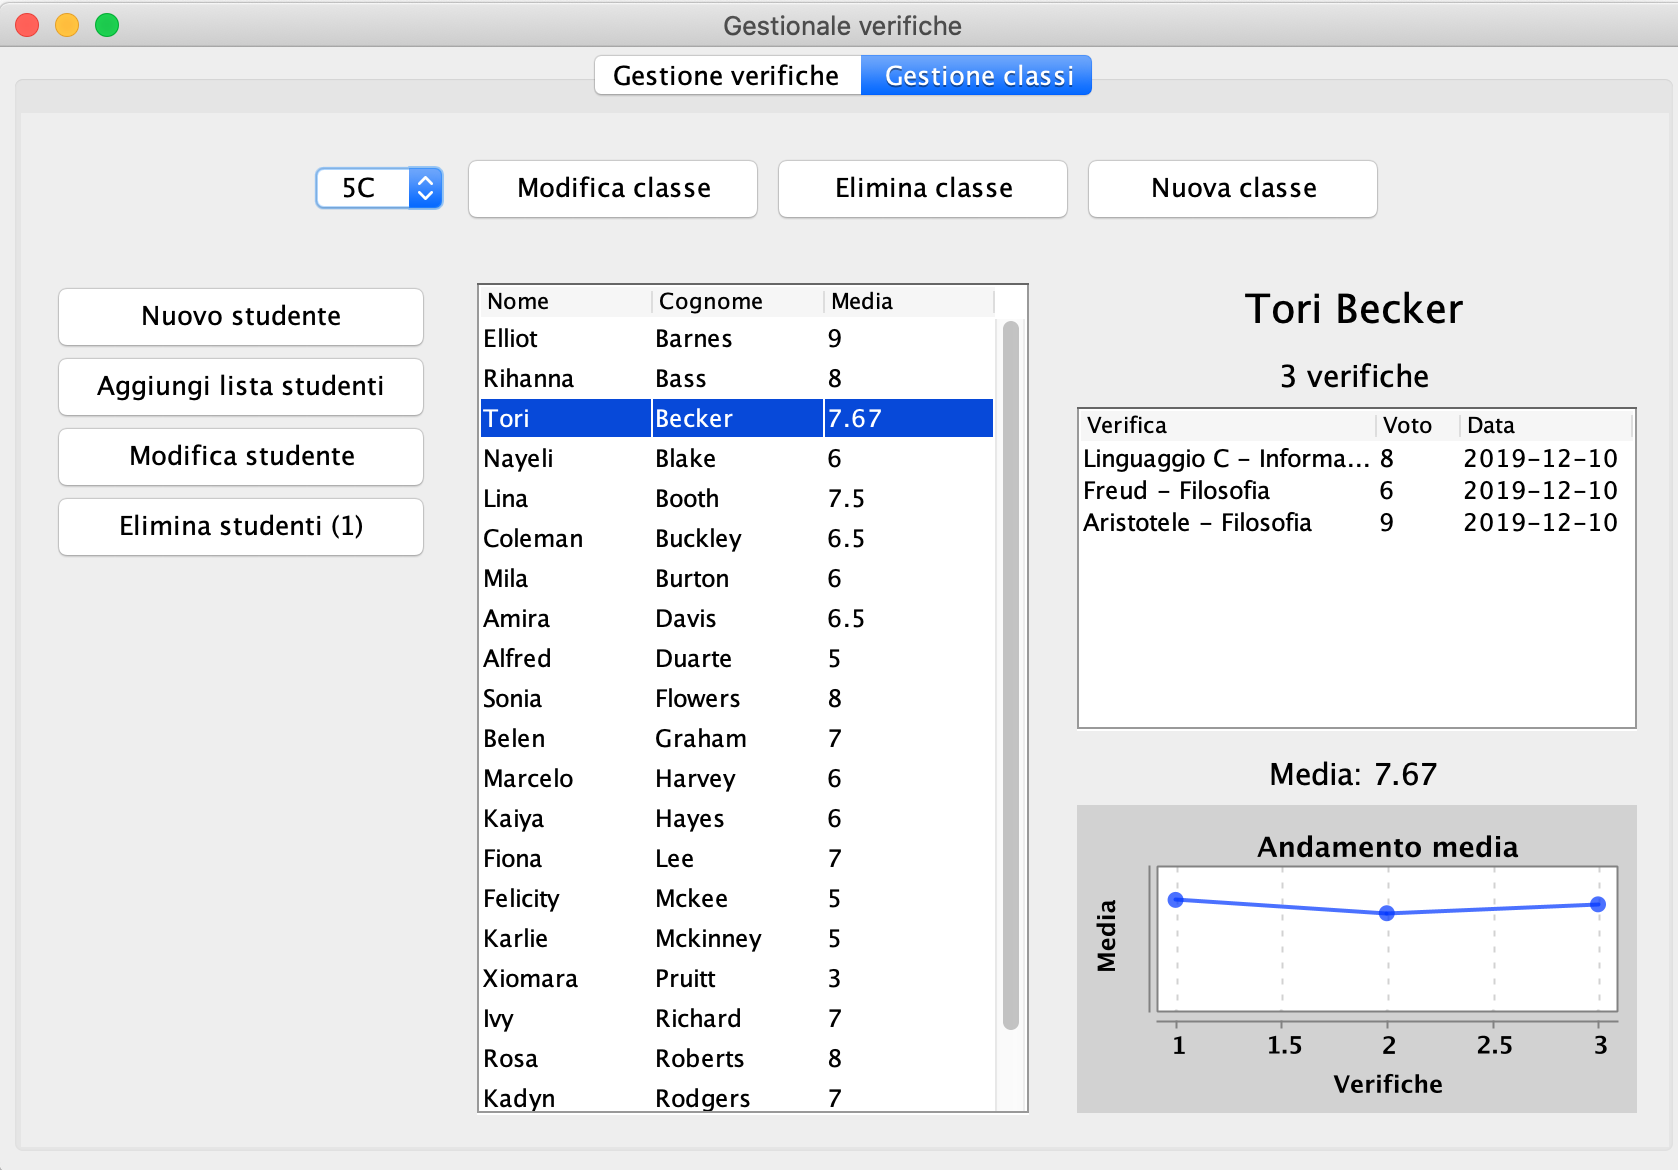 Gestionale verifiche
Gestione verifiche Gestione classi
5C Modifica classe Elimina classe Nuova classe
Nuovo studente
Aggiungi lista studenti
Modifica studente
Elimina studenti (1)
Nome Cognome Media
Elliot Barnes 9
Rihanna Bass 8
Tori Becker 7.67
Nayeli Blake 6
Lina Booth 7.5
Coleman Buckley 6.5
Mila Burton 6
Amira Davis 6.5
Alfred Duarte 5
Sonia Flowers 8
Belen Graham 7
Marcelo Harvey 6
Kaiya Hayes 6
Fiona Lee 7
Felicity Mckee 5
Karlie Mckinney 5
Xiomara Pruitt 3
Ivy Richard 7
Rosa Roberts 8
Kadyn Rodgers 7
Tori Becker
3 verifiche
Verifica Voto Data
Linguaggio C - Informa... 8 2019-12-10
Freud - Filosofia 6 2019-12-10
Aristotele - Filosofia 9 2019-12-10
Media: 7.67
Andamento media
Media
1 1.5 2 2.5 3
Verifiche